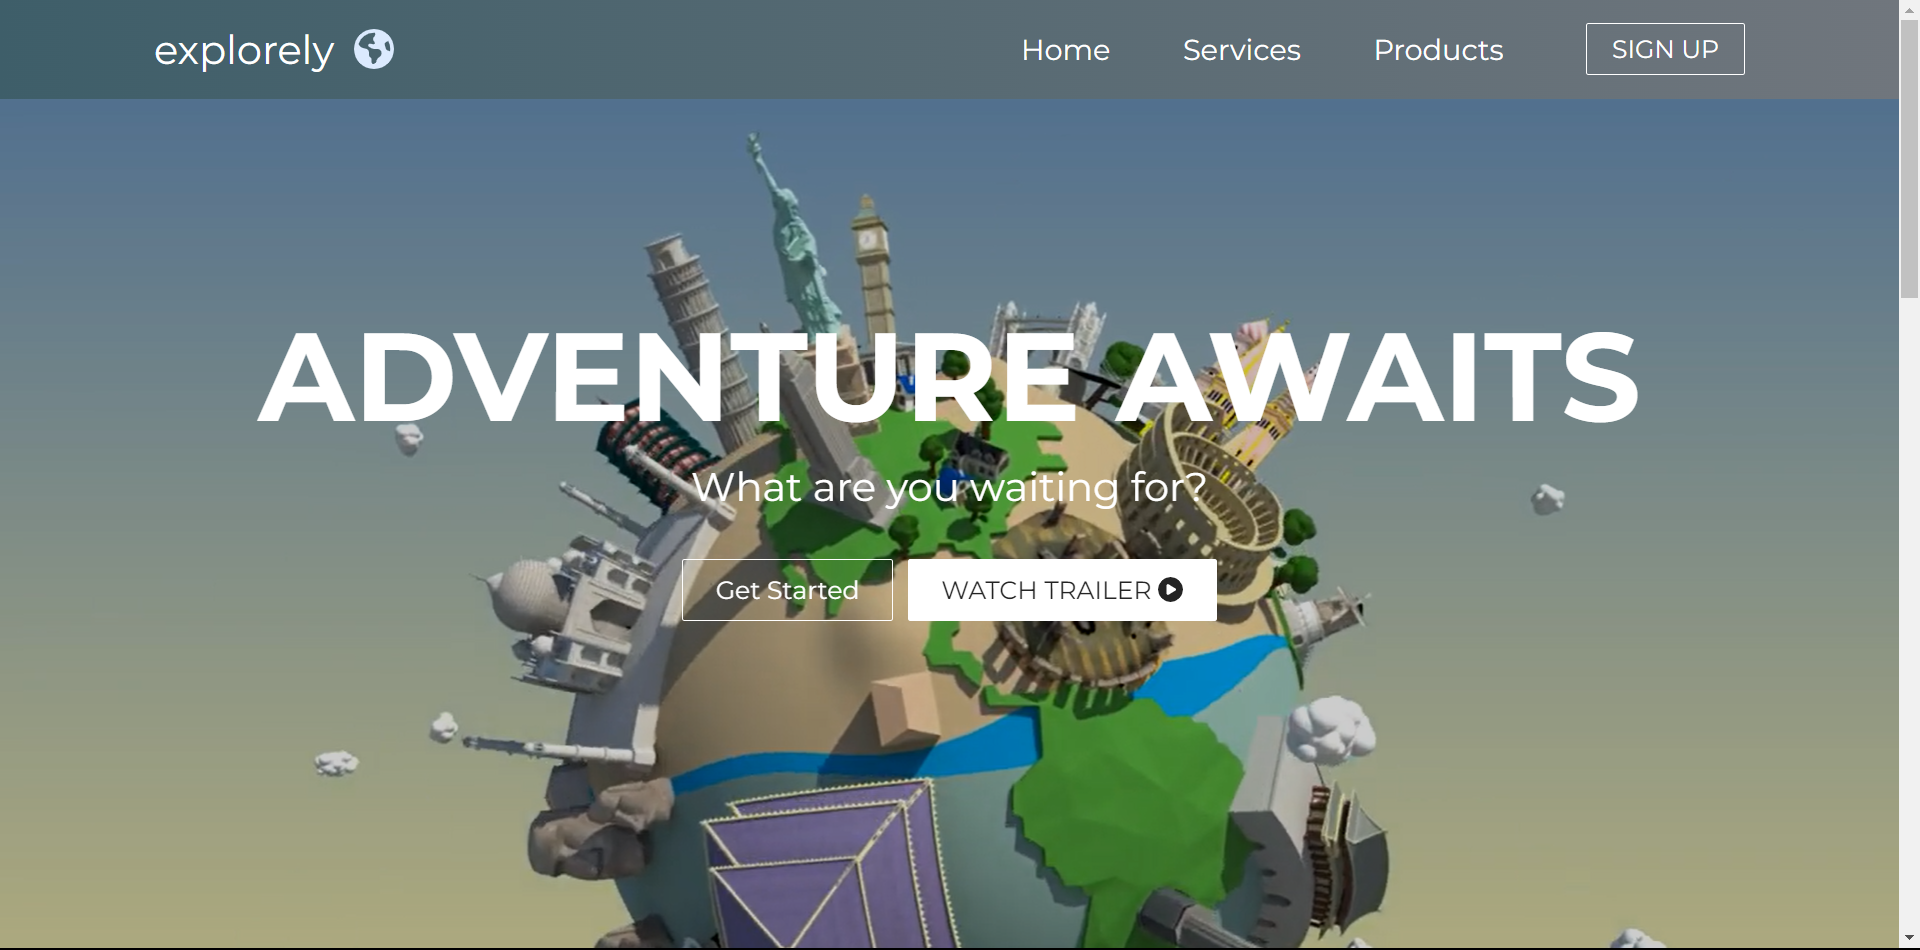 explorely
Home Services Products SIGN UP
ADVENTURE AWAITS
What are you waiting for?
Get Started WATCH TRAILER